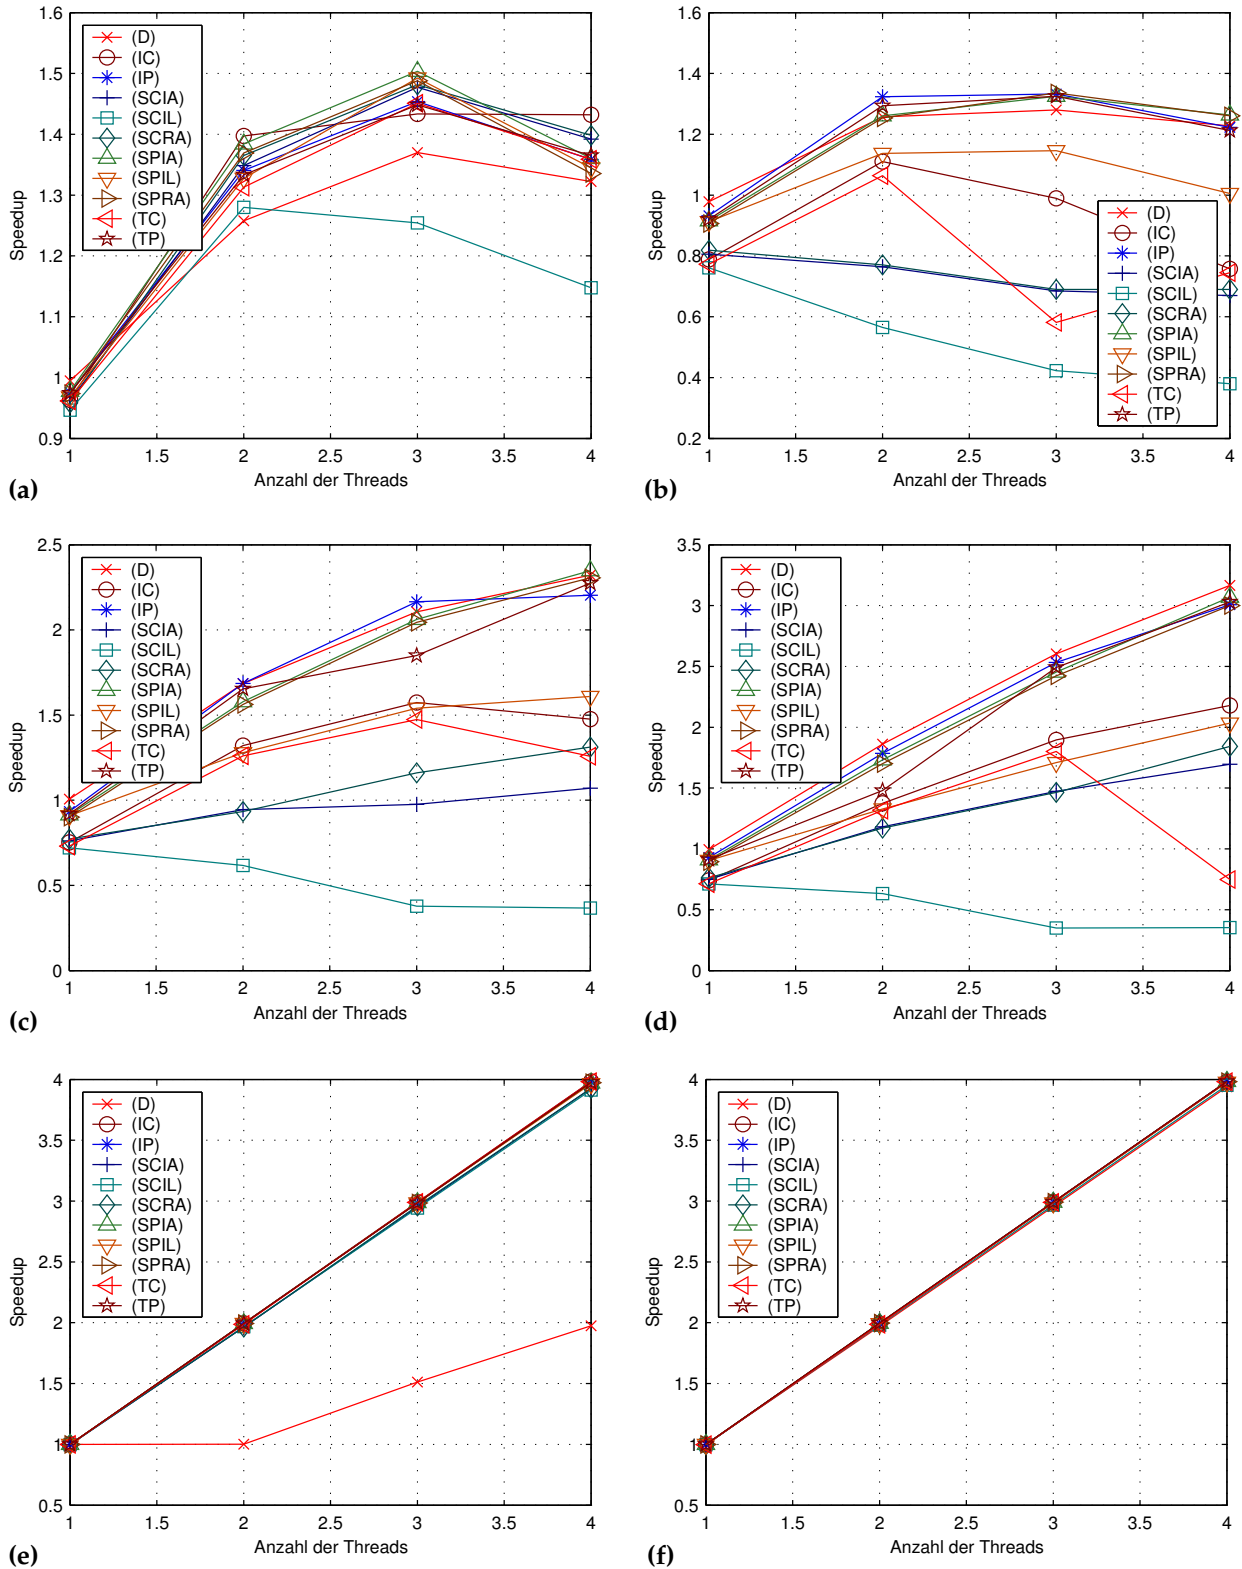 1.6
1.5
1.4
1.3
1.2
1.1
1
0.9
Speedup
(D)
(IC)
(IP)
(SCIA)
(SCIL)
(SCRA)
(SPIA)
(SPIL)
(SPRA)
(TC)
(TP)
1 1.5 2 2.5 3 3.5 4
Anzahl der Threads
(a)
1.6
1.4
1.2
1
0.8
0.6
0.4
0.2
Speedup
(D)
(IC)
(IP)
(SCIA)
(SCIL)
(SCRA)
(SPIA)
(SPIL)
(SPRA)
(TC)
(TP)
1 1.5 2 2.5 3 3.5 4
Anzahl der Threads
(b)
2.5
2
1.5
1
0.5
0
Speedup
(D)
(IC)
(IP)
(SCIA)
(SCIL)
(SCRA)
(SPIA)
(SPIL)
(SPRA)
(TC)
(TP)
1 1.5 2 2.5 3 3.5 4
Anzahl der Threads
(c)
3.5
3
2.5
2
1.5
1
0.5
0
Speedup
(D)
(IC)
(IP)
(SCIA)
(SCIL)
(SCRA)
(SPIA)
(SPIL)
(SPRA)
(TC)
(TP)
1 1.5 2 2.5 3 3.5 4
Anzahl der Threads
(d)
4
3.5
3
2.5
2
1.5
1
0.5
Speedup
(D)
(IC)
(IP)
(SCIA)
(SCIL)
(SCRA)
(SPIA)
(SPIL)
(SPRA)
(TC)
(TP)
1 1.5 2 2.5 3 3.5 4
Anzahl der Threads
(e)
4
3.5
3
2.5
2
1.5
1
0.5
Speedup
(D)
(IC)
(IP)
(SCIA)
(SCIL)
(SCRA)
(SPIA)
(SPIL)
(SPRA)
(TC)
(TP)
1 1.5 2 2.5 3 3.5 4
Anzahl der Threads
(f)